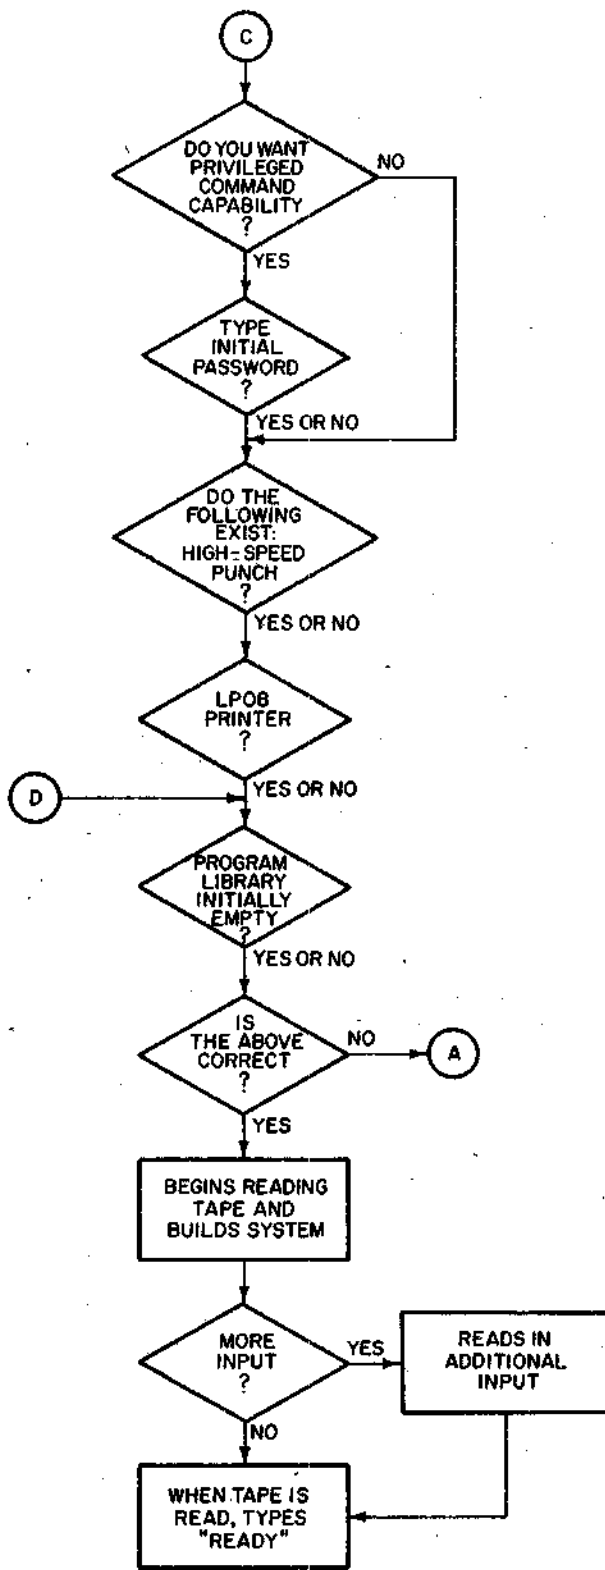 C
DO YOU WANT
PRIVILEGED
COMMAND
CAPABILITY
?
NO
YES
TYPE
INITIAL
PASSWORD
?
YES OR NO
DO THE
FOLLOWING
EXIST:
HIGH-SPEED
PUNCH
?
YES OR NO
LP08
PRINTER
?
D
YES OR NO
PROGRAM
LIBRARY
INITIALLY
EMPTY
?
YES OR NO
IS
THE ABOVE
CORRECT
?
NO
A
YES
BEGINS READING
TAPE AND
BUILDS SYSTEM
MORE
INPUT
?
YES
READS IN
ADDITIONAL
INPUT
NO
WHEN TAPE IS
READ, TYPES
"READY"